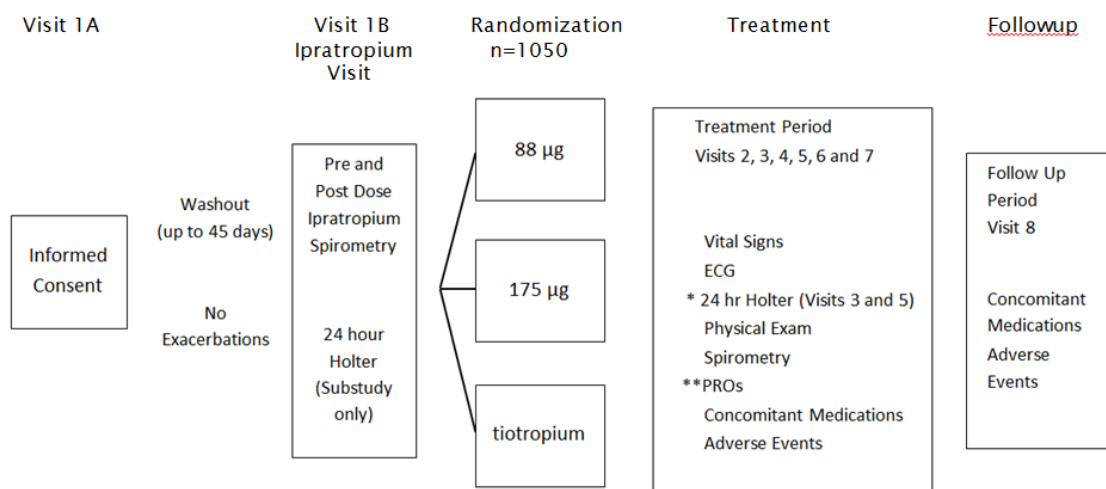 Visit 1A
Visit 1B
Ipratropium
Visit
Randomization
n=1050
Treatment
Followup
Informed
Consent
Washout
(up to 45 days)
No
Exacerbations
Pre and
Post Dose
Ipratropium
Spirometry
24 hour
Holter
(Substudy
only)
88 µg
175 µg
tiotropium
Treatment Period
Visits 2, 3, 4, 5, 6 and 7
Vital Signs
ECG
* 24 hr Holter (Visits 3 and 5)
Physical Exam
Spirometry
**PROs
Concomitant Medications
Adverse Events
Follow Up
Period
Visit 8
Concomitant
Medications
Adverse
Events